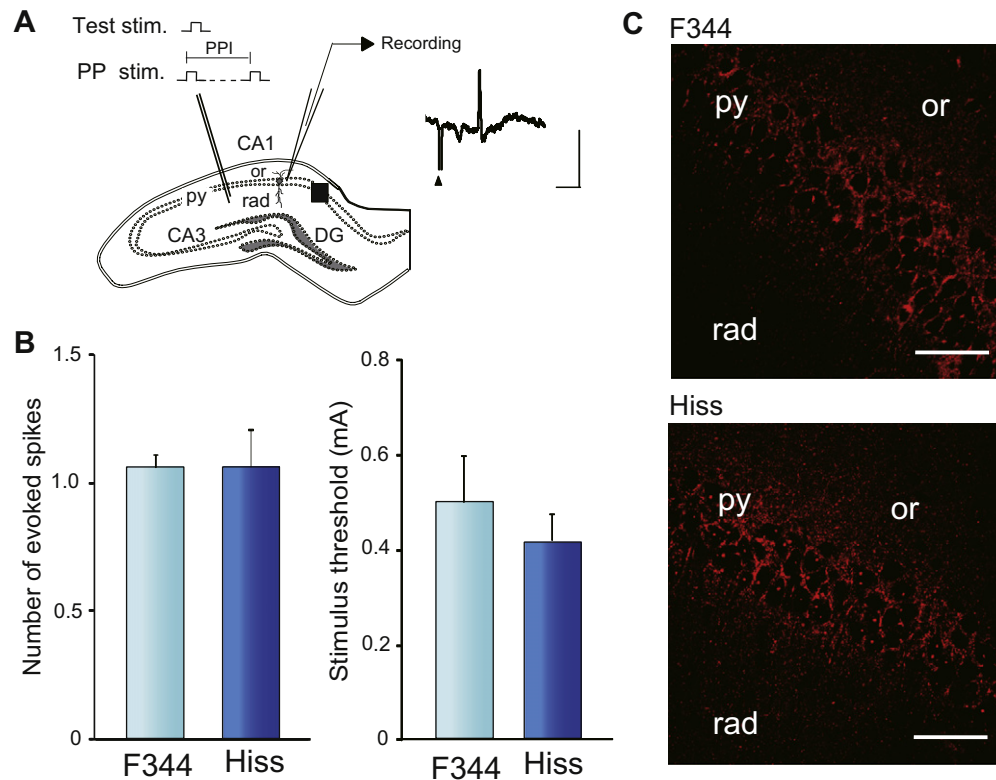 A
Test stim.
PPI
PP stim.
Recording
CA1
or
py
rad
CA3
DG
B
Number of evoked spikes
1.5
1.0
0.5
0
F344
Hiss
Stimulus threshold (mA)
0.8
0.6
0.4
0.2
0
F344
Hiss
C
F344
py
or
rad
Hiss
py
or
rad